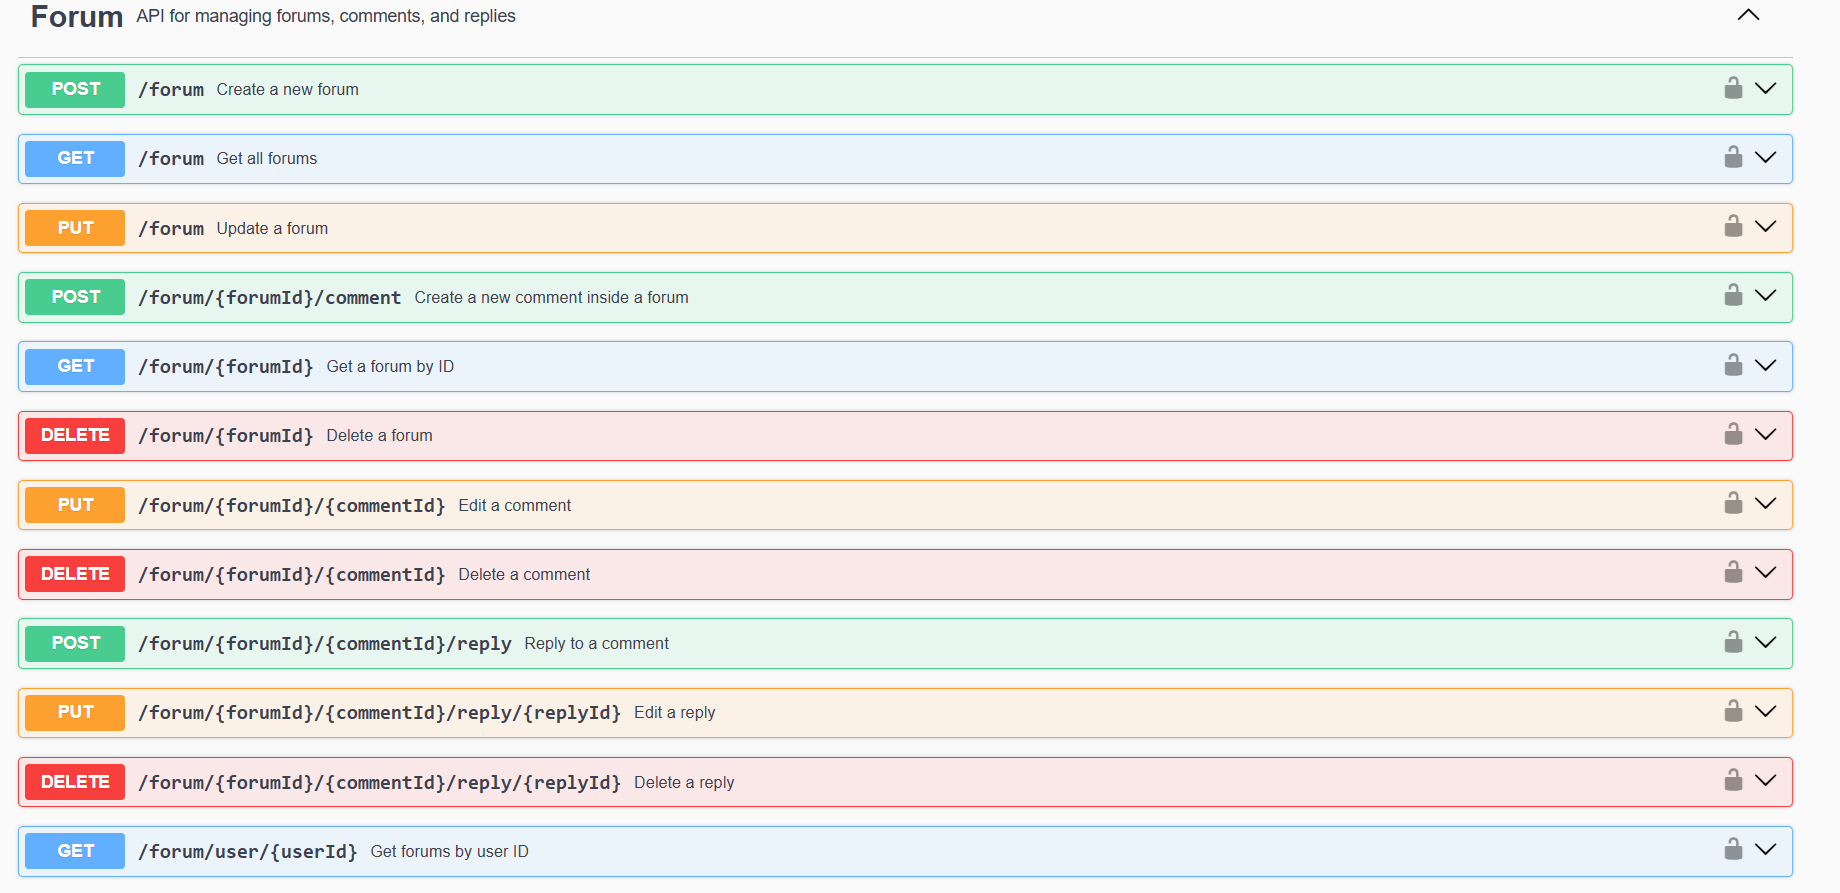 Forum API for managing forums, comments, and replies
POST /forum Create a new forum
GET /forum Get all forums
PUT /forum Update a forum
POST /forum/{forumId}/comment Create a new comment inside a forum
GET /forum/{forumId} Get a forum by ID
DELETE /forum/{forumId} Delete a forum
PUT /forum/{forumId}/{commentId} Edit a comment
DELETE /forum/{forumId}/{commentId} Delete a comment
POST /forum/{forumId}/{commentId}/reply Reply to a comment
PUT /forum/{forumId}/{commentId}/reply/{replyId} Edit a reply
DELETE /forum/{forumId}/{commentId}/reply/{replyId} Delete a reply
GET /forum/user/{userId} Get forums by user ID